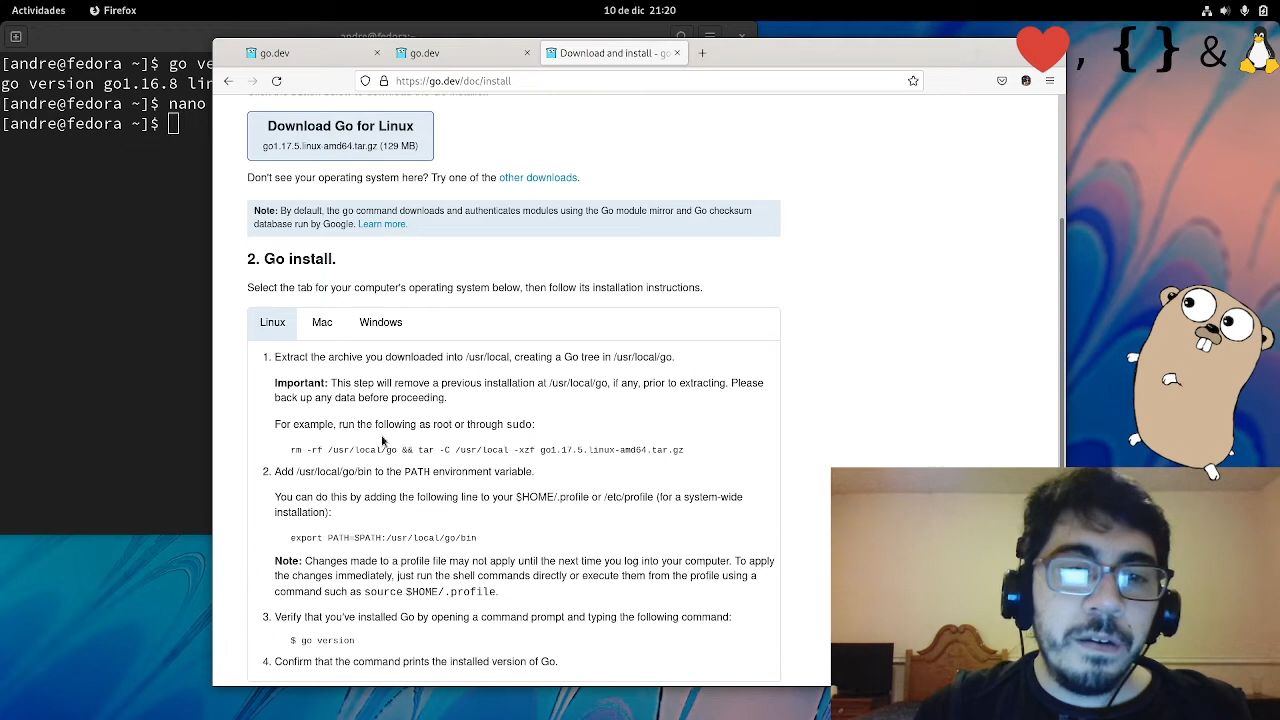 Actividades
Firefox
10 de dic 21:20
andre@fedora:~
go.dev
go.dev
Download and install - go
[andre@fedora ~]$ go ve
https://go.dev/doc/install
go version go1.16.8 lin
[andre@fedora ~]$ nano
[andre@fedora ~]$
, { } &
Download Go for Linux
go1.17.5.linux-amd64.tar.gz (129 MB)
Don't see your operating system here? Try one of the other downloads.
Note: By default, the go command downloads and authenticates modules using the Go module mirror and Go checksum
database run by Google. Learn more.
2. Go install.
Select the tab for your computer's operating system below, then follow its installation instructions.
Linux Mac Windows
1. Extract the archive you downloaded into /usr/local, creating a Go tree in /usr/local/go.
Important: This step will remove a previous installation at /usr/local/go, if any, prior to extracting. Please
back up any data before proceeding.
For example, run the following as root or through sudo:
rm -rf /usr/local/go && tar -C /usr/local -xzf go1.17.5.linux-amd64.tar.gz
2. Add /usr/local/go/bin to the PATH environment variable.
You can do this by adding the following line to your $HOME/.profile or /etc/profile (for a system-wide
installation):
export PATH=$PATH:/usr/local/go/bin
Note: Changes made to a profile file may not apply until the next time you log into your computer. To apply
the changes immediately, just run the shell commands directly or execute them from the profile using a
command such as source $HOME/.profile.
3. Verify that you've installed Go by opening a command prompt and typing the following command:
$ go version
4. Confirm that the command prints the installed version of Go.